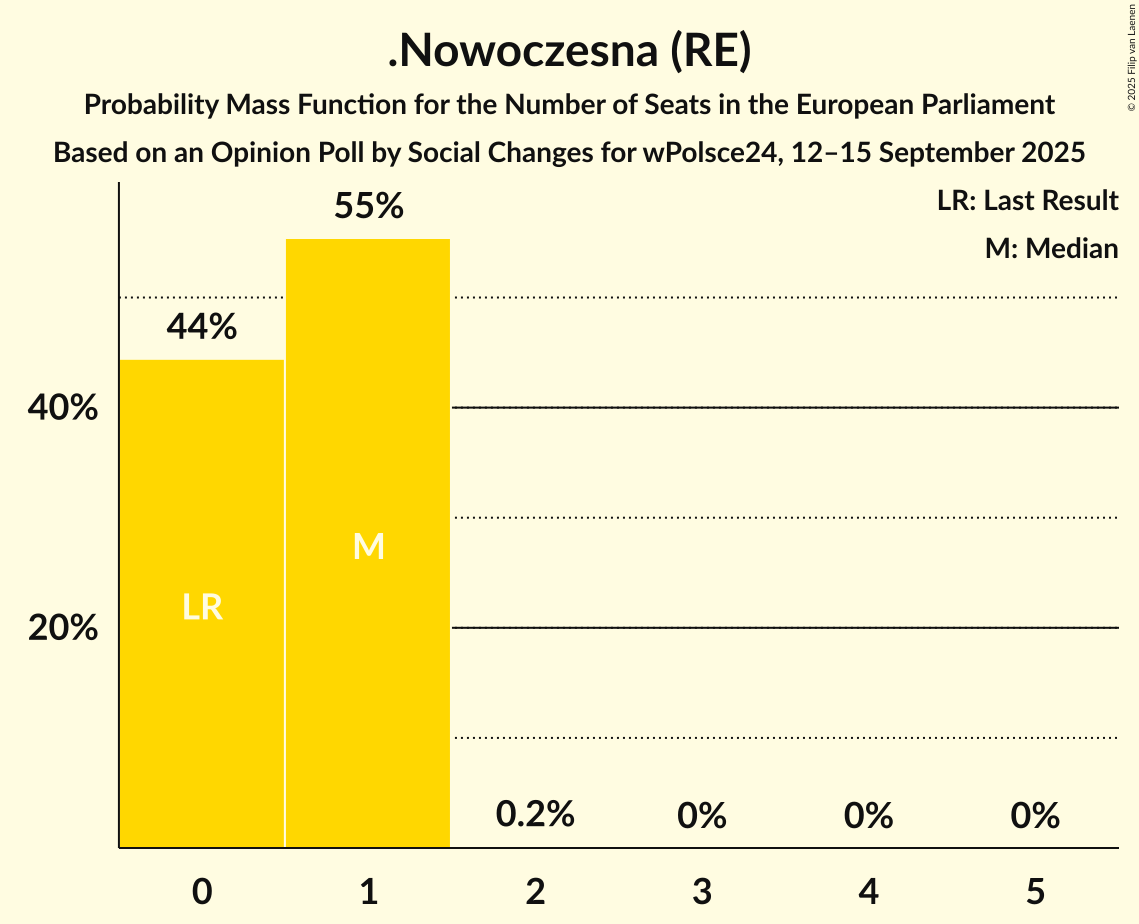 .Nowoczesna (RE)
Probability Mass Function for the Number of Seats in the European Parliament
Based on an Opinion Poll by Social Changes for wPolsce24, 12–15 September 2025
© 2025 Filip van Laenen
LR: Last Result
M: Median
55%
44%
40%
20%
M
LR
0.2%
0%
0%
0%
0
1
2
3
4
5